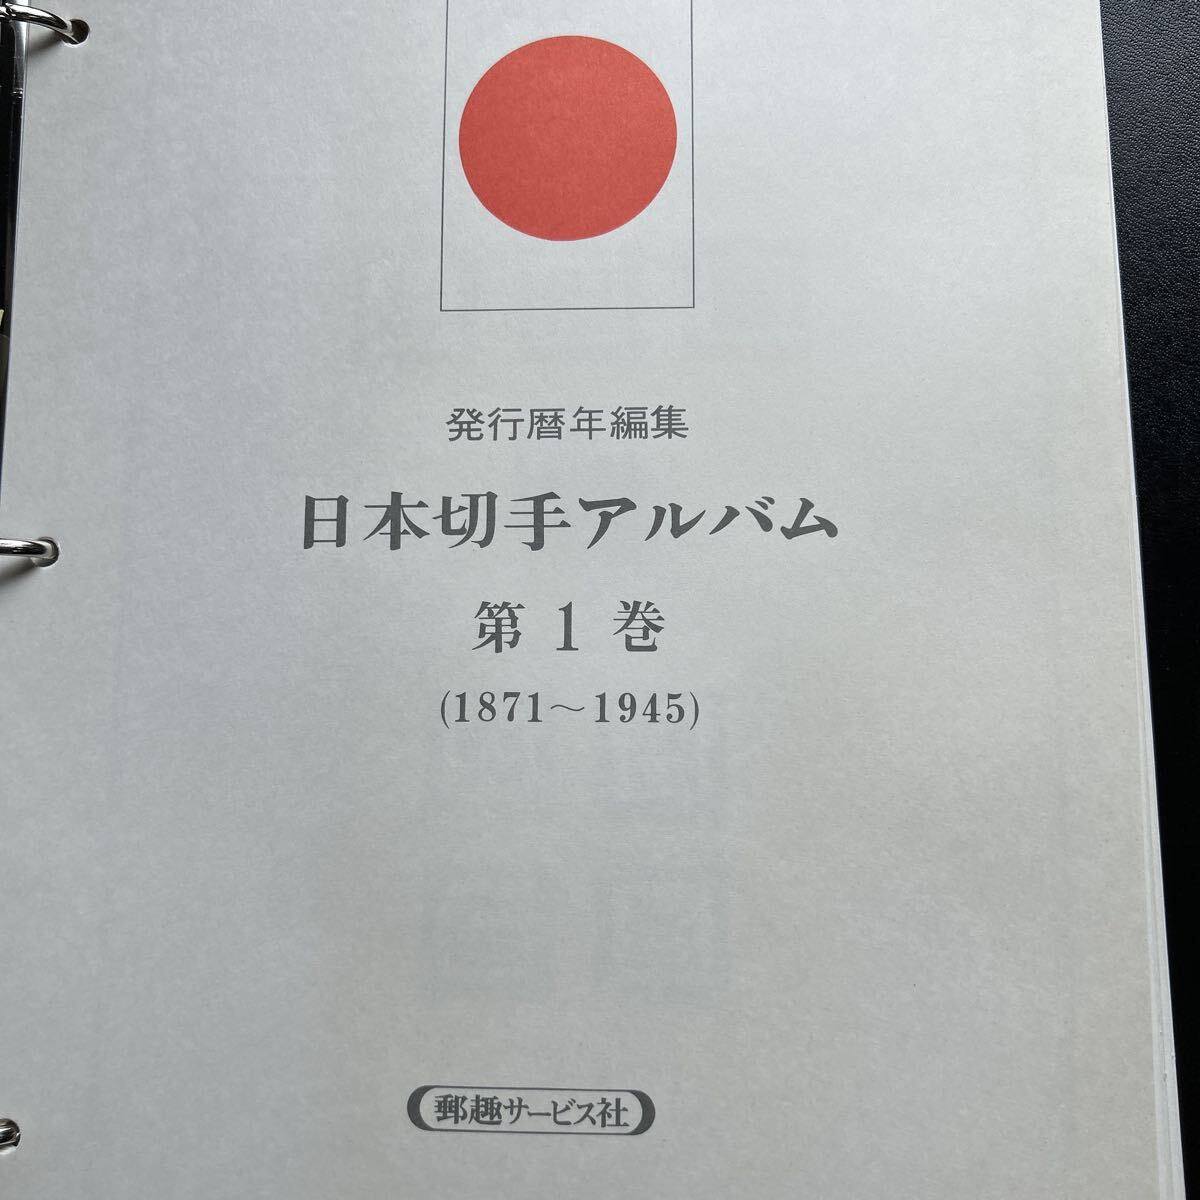 発行暦年編集
日本切手アルバム
第1巻
(1871～1945)
郵趣サービス社